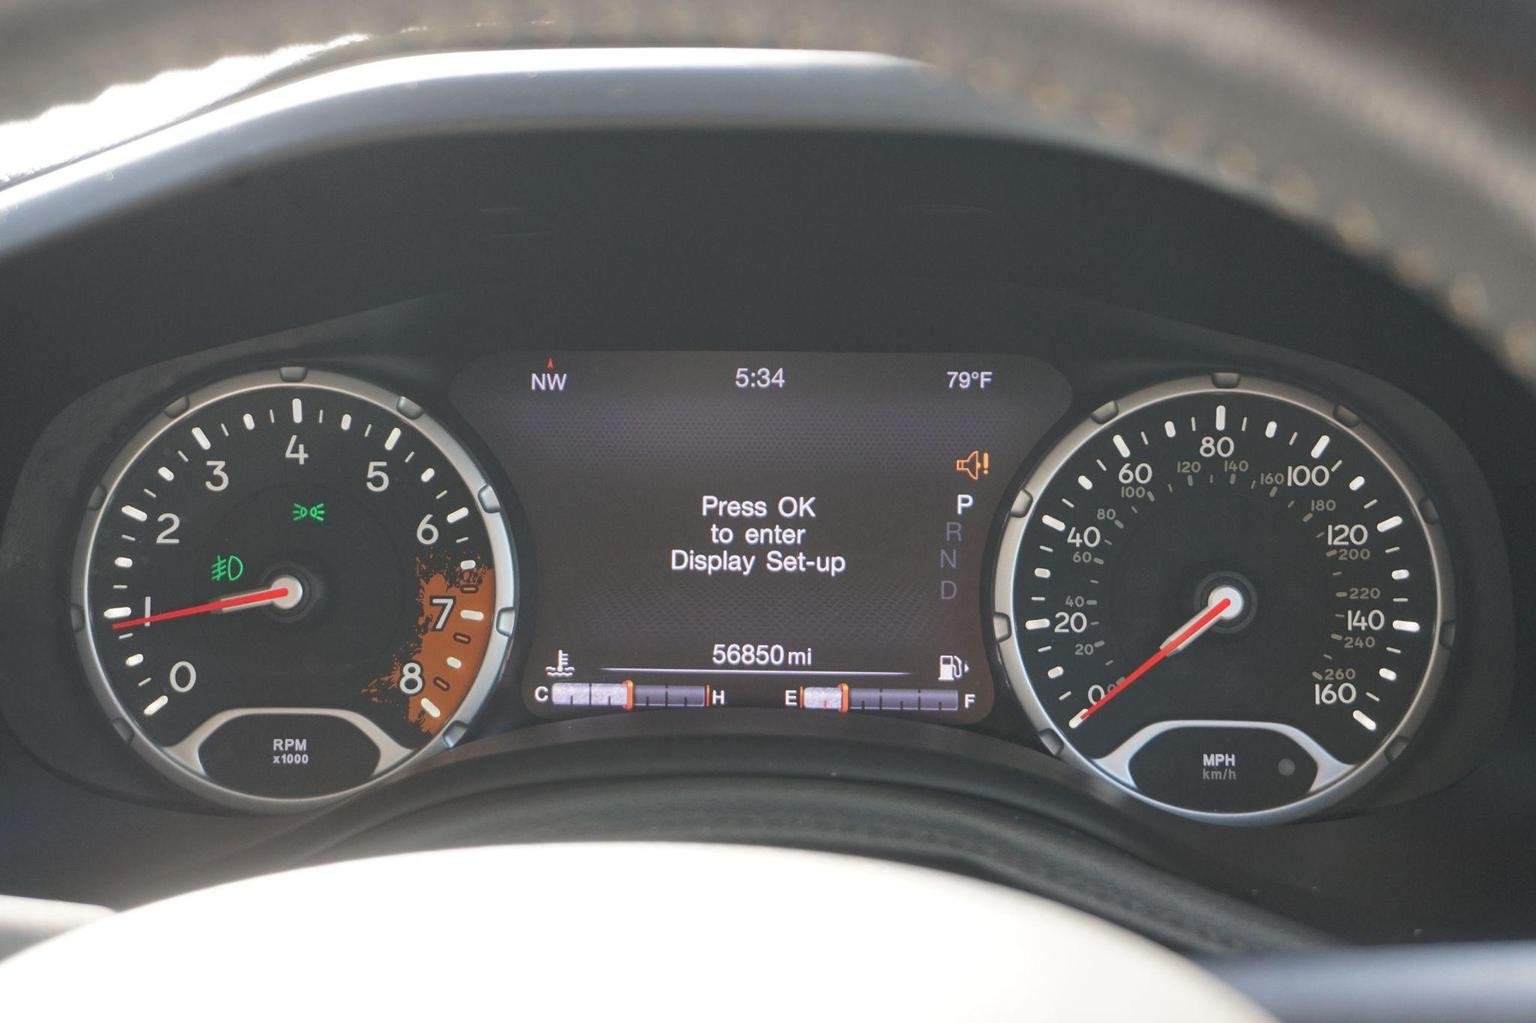 NW 5:34 79°F
Press OK
to enter
Display Set-up
P
R
N
D
56850 mi
C H E F
0 1 2 3 4 5 6 7 8
RPM
x1000
0 20 40 60 80 100 120 140 160
0 20 40 60 80 100 120 140 160 180 200 220 240 260
MPH
km/h